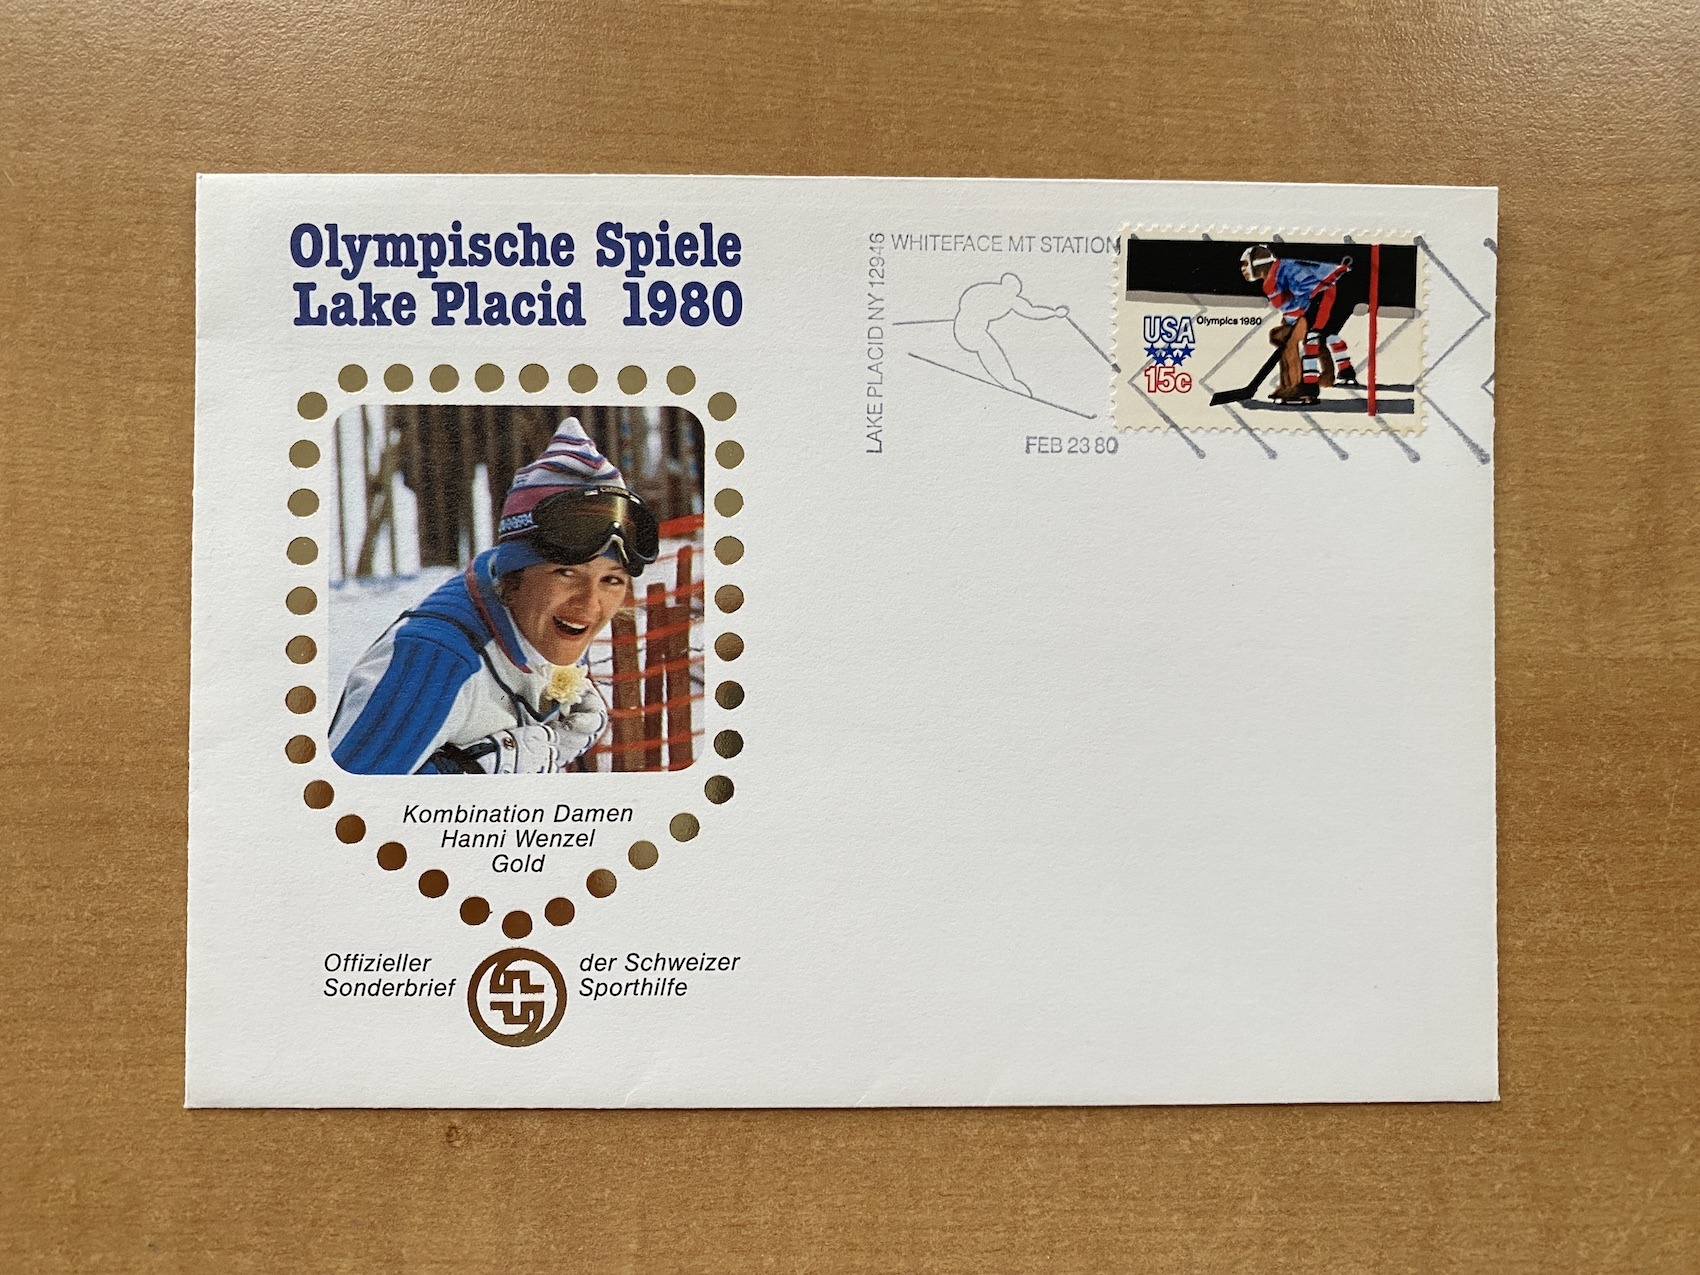 Olympische Spiele
Lake Placid 1980
Kombination Damen
Hanni Wenzel
Gold
Offizieller
Sonderbrief
der Schweizer
Sporthilfe
LAKE PLACID NY 12946
WHITEFACE MT STATION
FEB 23 80
USA
Olympics 1980
15c